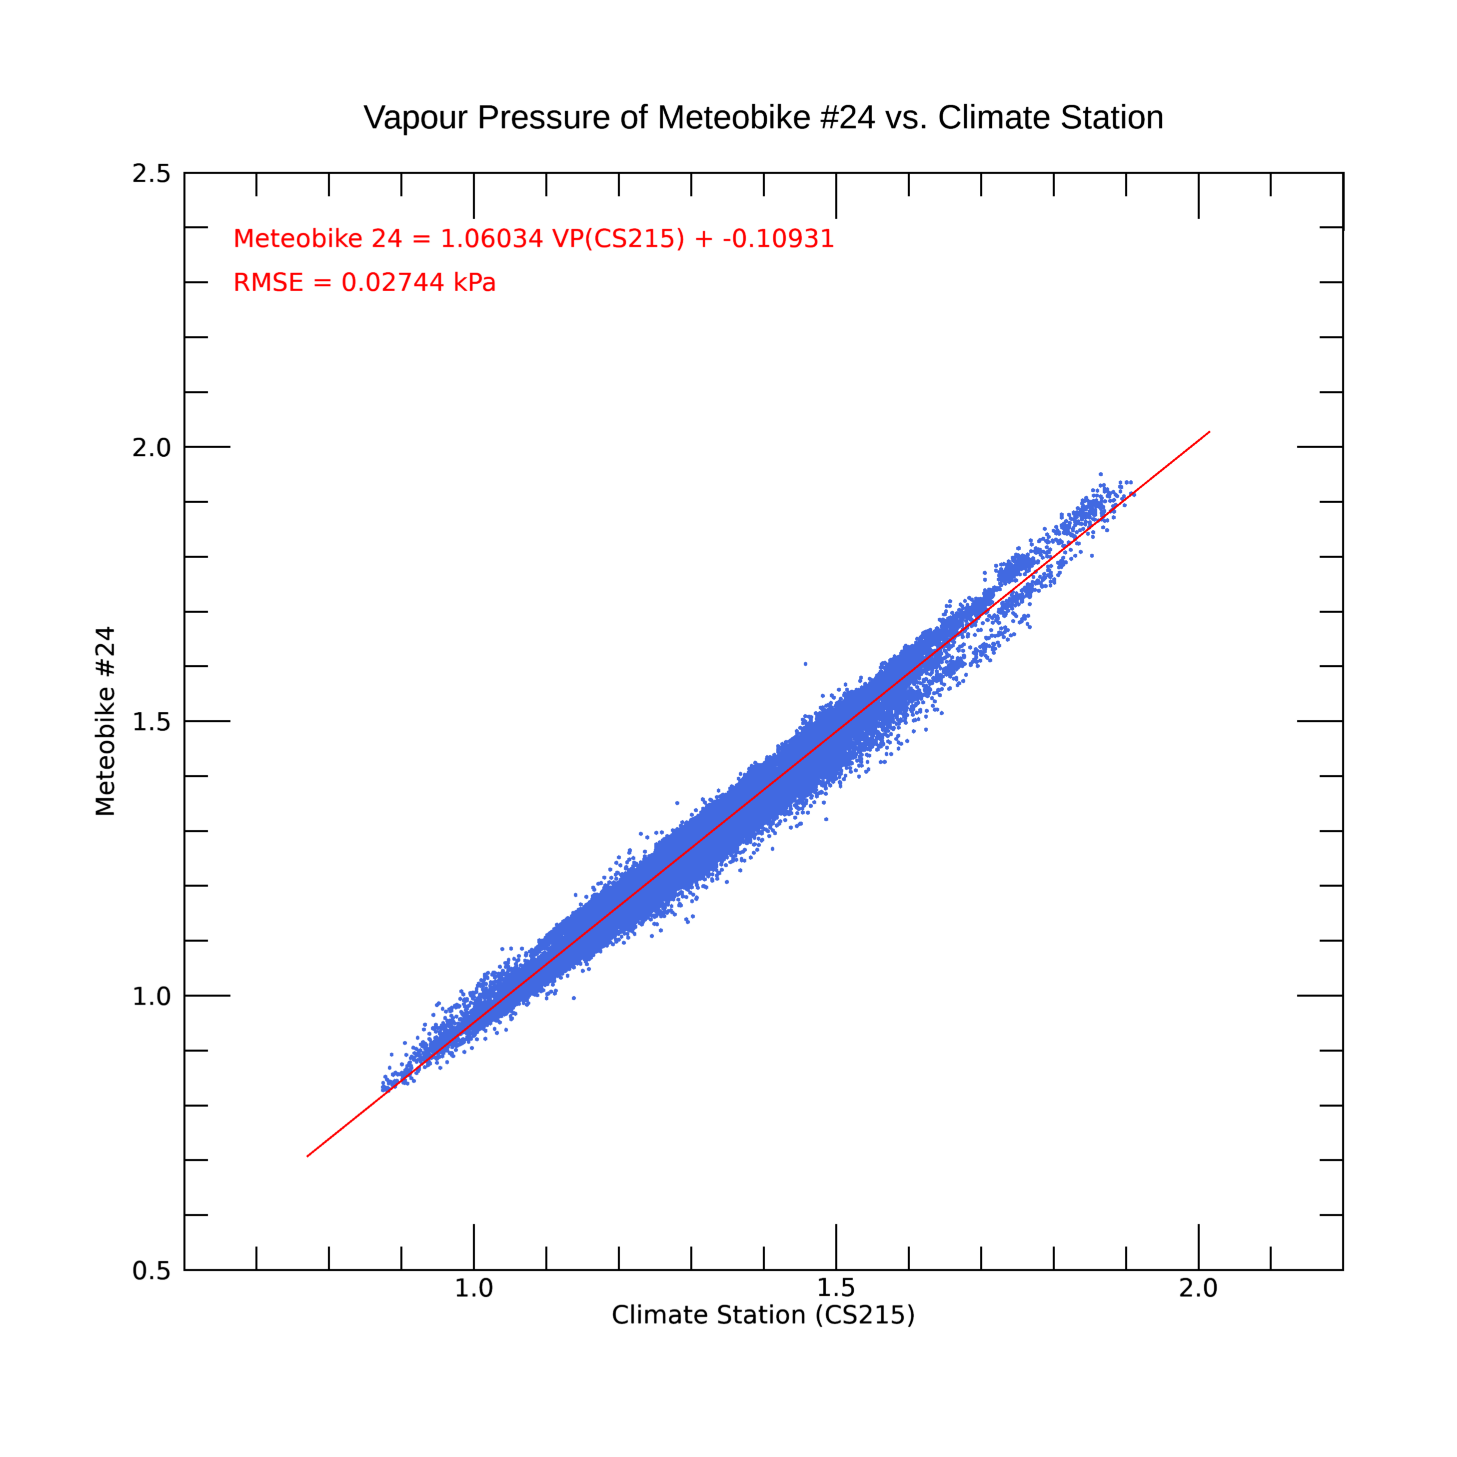 Vapour Pressure of Meteobike #24 vs. Climate Station
2.5
Meteobike 24 = 1.06034 VP(CS215) + -0.10931
RMSE = 0.02744 kPa
2.0
Meteobike #24
1.5
1.0
0.5
1.0 1.5 2.0
Climate Station (CS215)